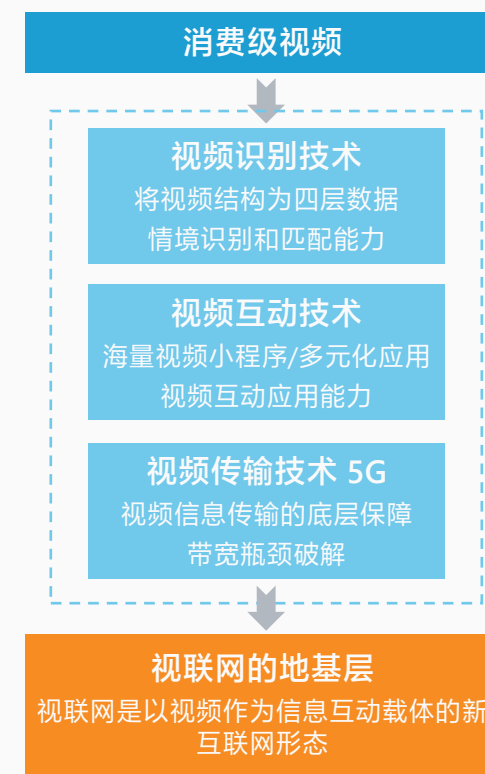 消费级视频
视频识别技术
将视频结构为四层数据
情境识别和匹配能力
视频互动技术
海量视频小程序/多元化应用
视频互动应用能力
视频传输技术 5G
视频信息传输的底层保障
带宽瓶颈破解
视联网的地基层
视联网是以视频作为信息互动载体的新
互联网形态